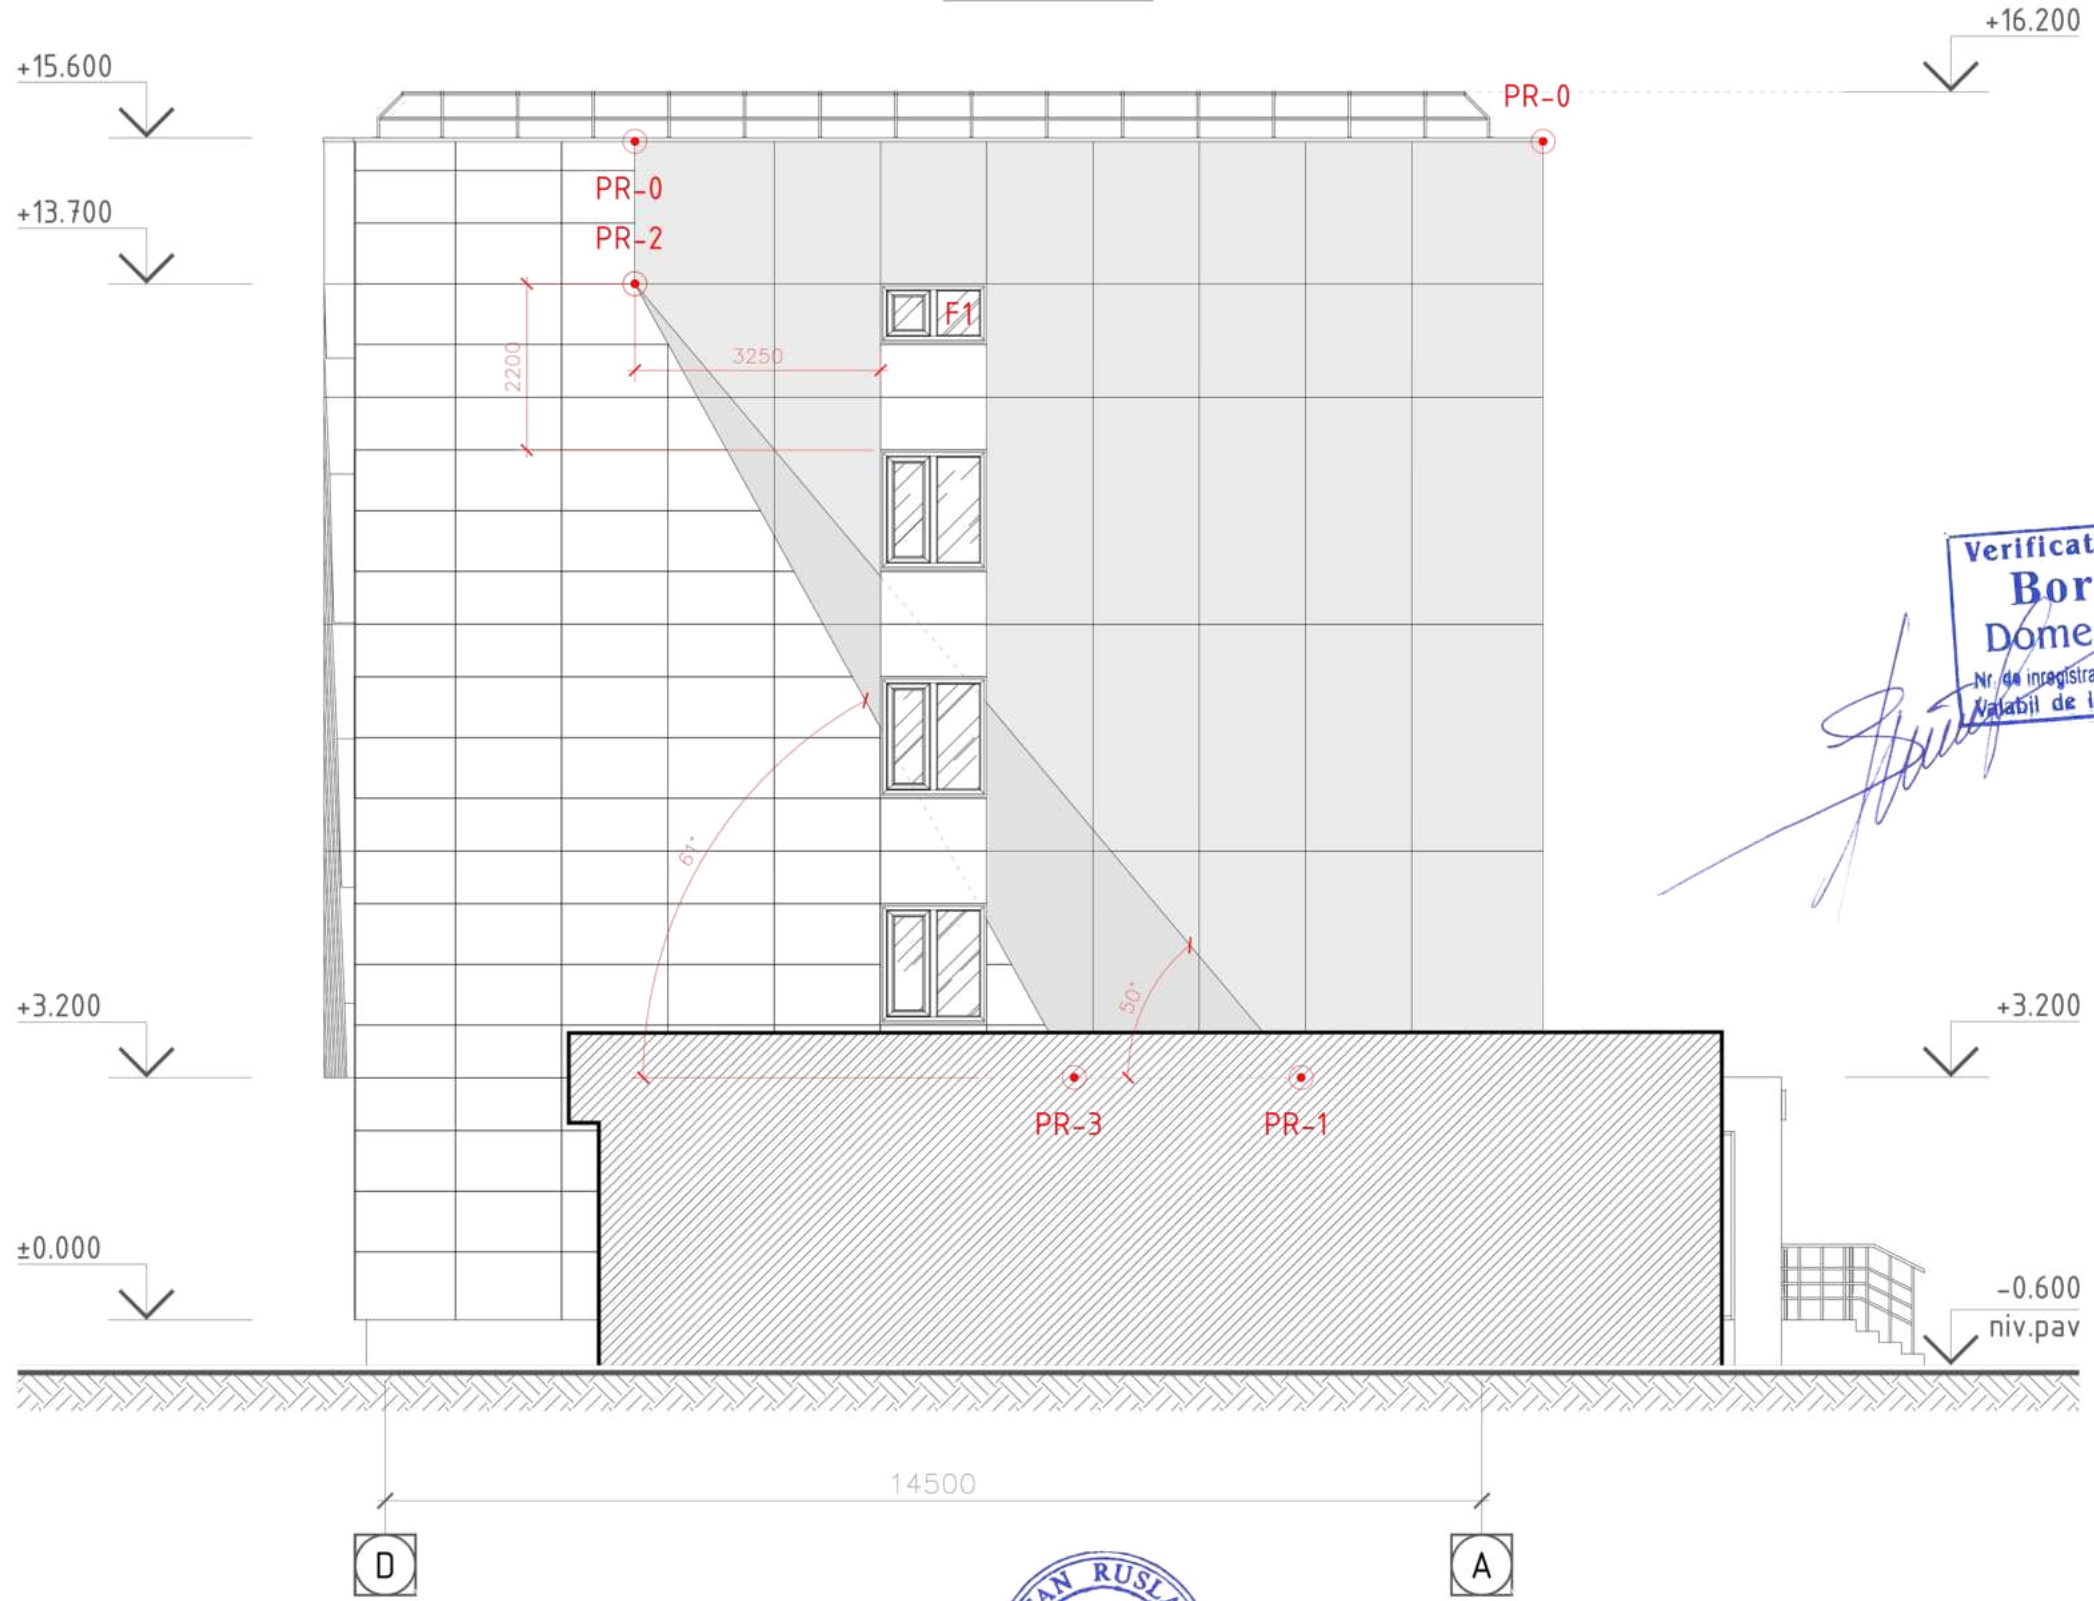 +16.200
+15.600
PR-0
PR-0
+13.700
PR-2
F1
2200
3250
Verificat
Bor
Dome
Nr. de inregistra
Valabil de
61°
50°
+3.200
+3.200
PR-3
PR-1
±0.000
-0.600
niv.pav
14500
D
A
RUSL